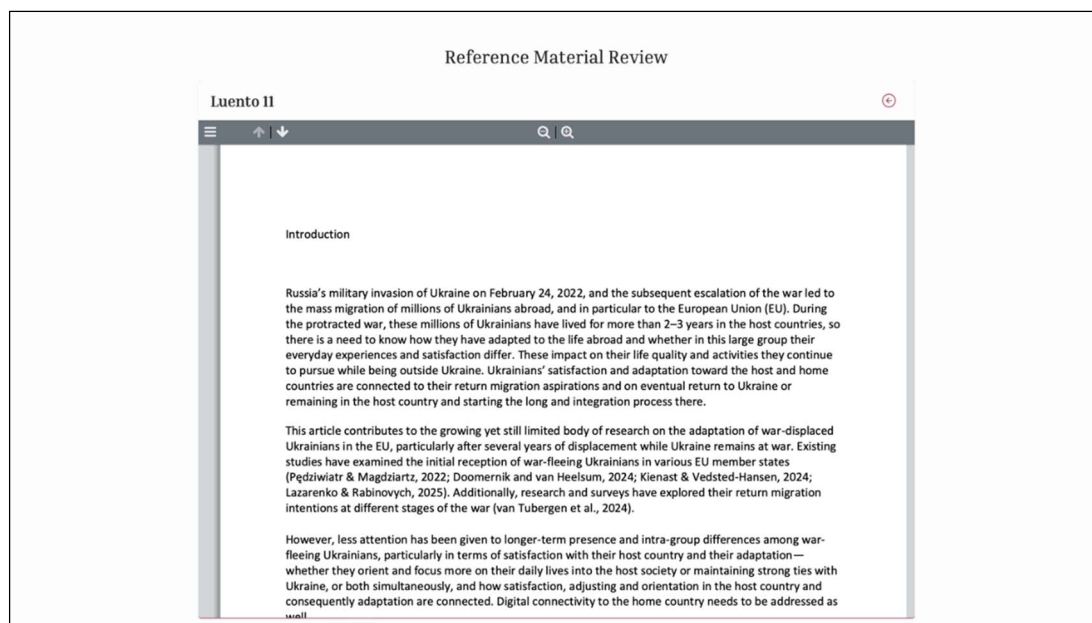 Reference Material Review
Luento 11
Introduction
Russia’s military invasion of Ukraine on February 24, 2022, and the subsequent escalation of the war led to
the mass migration of millions of Ukrainians abroad, and in particular to the European Union (EU). During
the protracted war, these millions of Ukrainians have lived for more than 2–3 years in the host countries, so
there is a need to know how they have adapted to the life abroad and whether in this large group their
everyday experiences and satisfaction differ. These impact on their life quality and activities they continue
to pursue while being outside Ukraine. Ukrainians’ satisfaction and adaptation toward the host and home
countries are connected to their return migration aspirations and on eventual return to Ukraine or
remaining in the host country and starting the long and integration process there.
This article contributes to the growing yet still limited body of research on the adaptation of war-displaced
Ukrainians in the EU, particularly after several years of displacement while Ukraine remains at war. Existing
studies have examined the initial reception of war-fleeing Ukrainians in various EU member states
(Pędziwiatr & Magdziartz, 2022; Doomernik and van Heelsum, 2024; Kienast & Vedsted-Hansen, 2024;
Lazarenko & Rabinovych, 2025). Additionally, research and surveys have explored their return migration
intentions at different stages of the war (van Tubergen et al., 2024).
However, less attention has been given to longer-term presence and intra-group differences among war-
fleeing Ukrainians, particularly in terms of satisfaction with their host country and their adaptation—
whether they orient and focus more on their daily lives into the host society or maintaining strong ties with
Ukraine, or both simultaneously, and how satisfaction, adjusting and orientation in the host country and
consequently adaptation are connected. Digital connectivity to the home country needs to be addressed as
well.